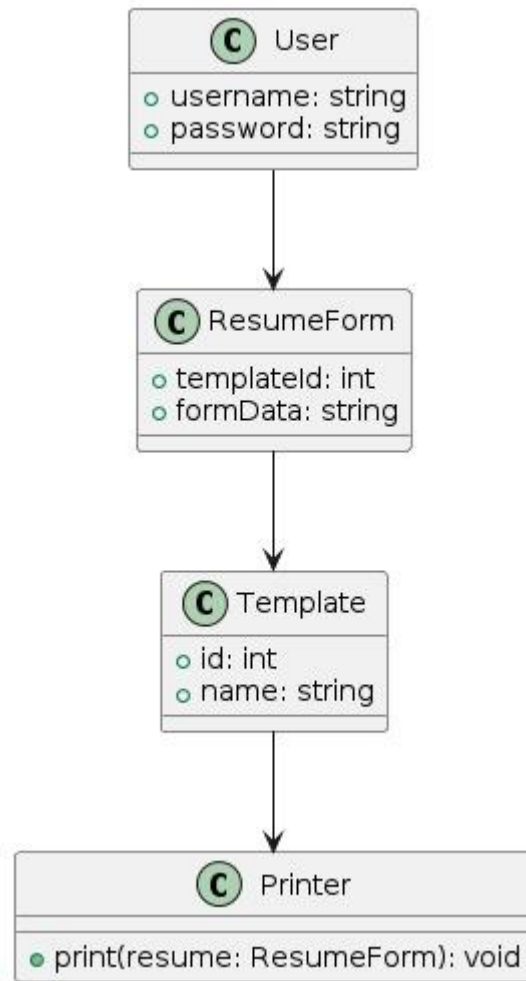 C User
username: string
password: string
C ResumeForm
templateId: int
formData: string
C Template
id: int
name: string
C Printer
print(resume: ResumeForm): void